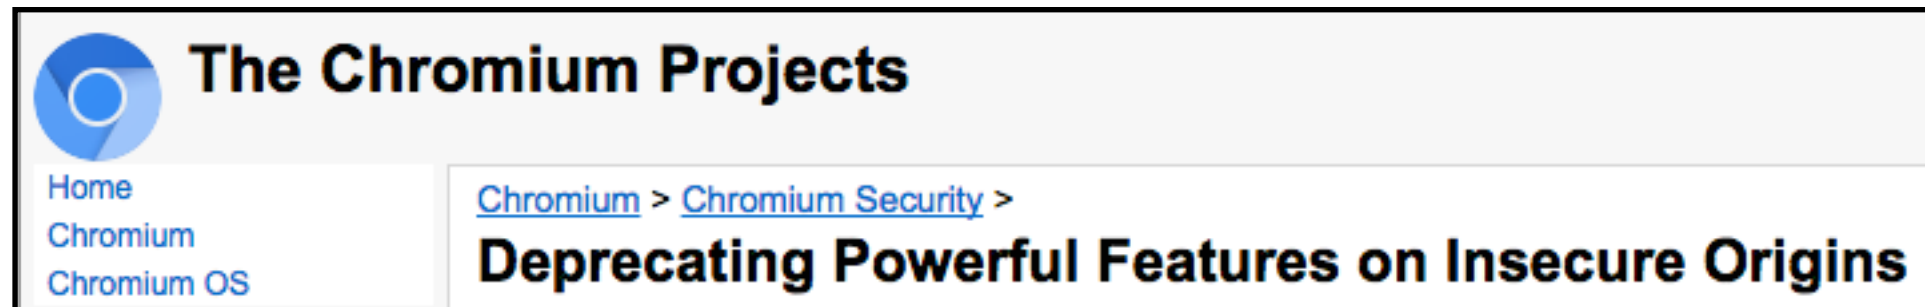 The Chromium Projects
Home
Chromium
Chromium OS
Chromium > Chromium Security >
Deprecating Powerful Features on Insecure Origins